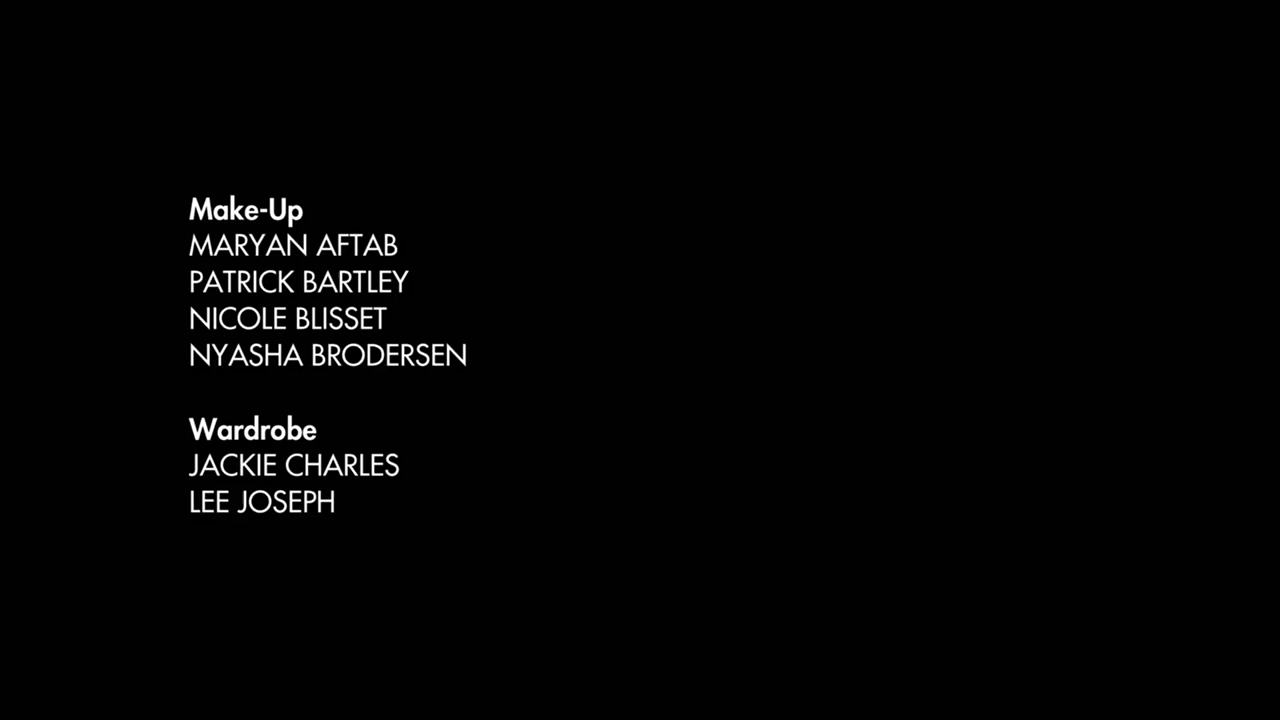 Make-Up
MARYAN AFTAB
PATRICK BARTLEY
NICOLE BLISSET
NYASHA BRODERSEN
Wardrobe
JACKIE CHARLES
LEE JOSEPH